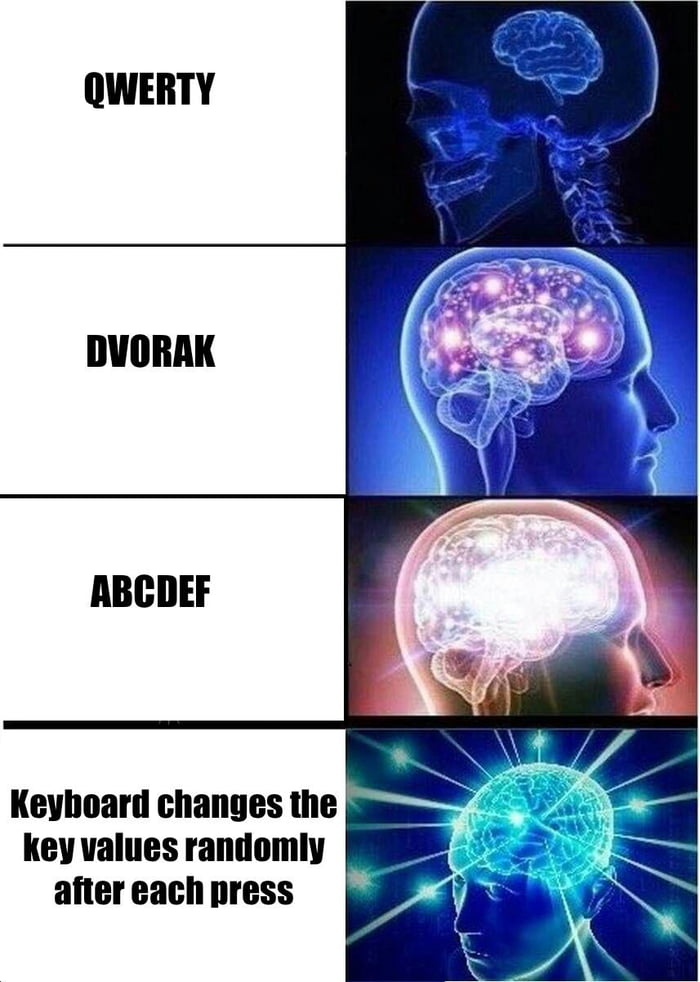 QWERTY
DVORAK
ABCDEF
Keyboard changes the
key values randomly
after each press